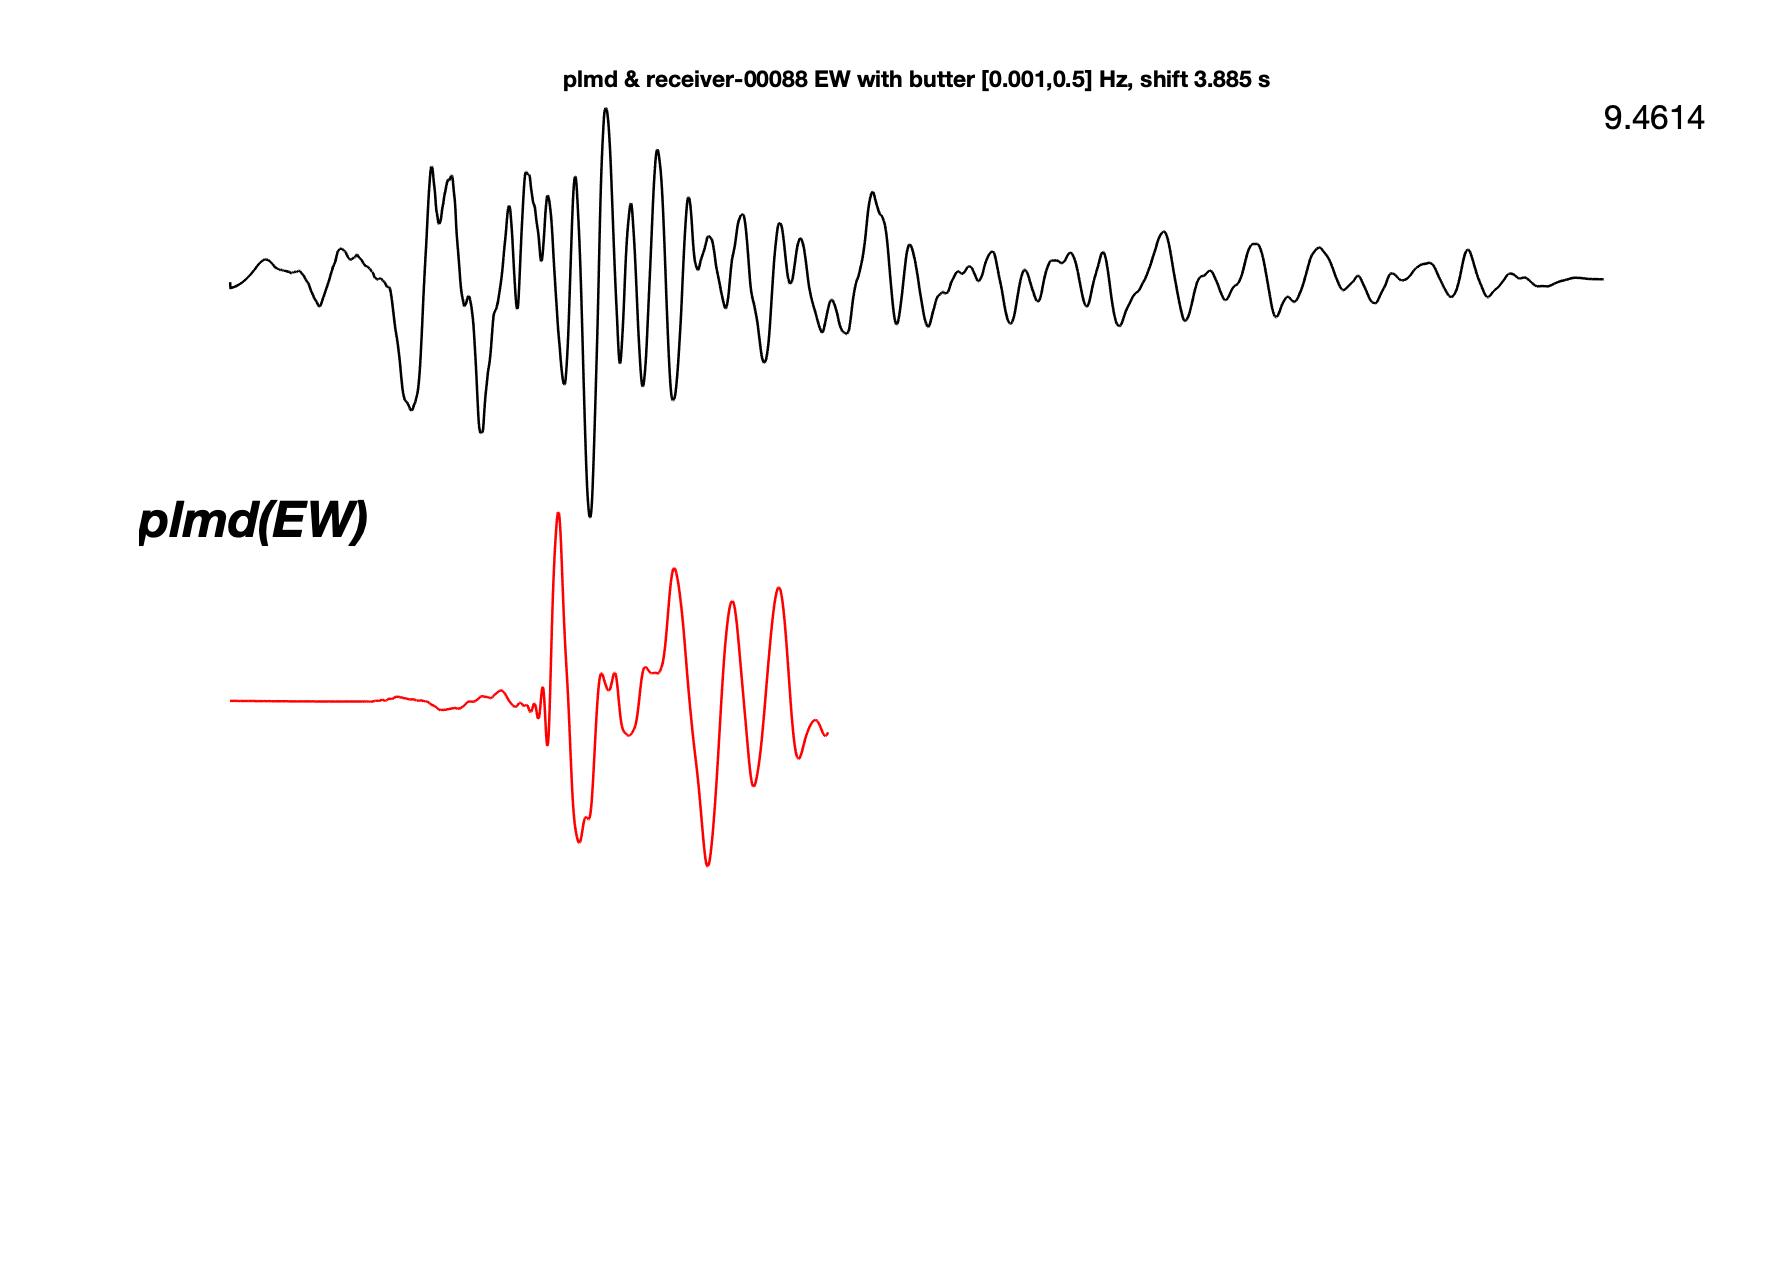 plmd & receiver-00088 EW with butter [0.001,0.5] Hz, shift 3.885 s
9.4614
plmd(EW)